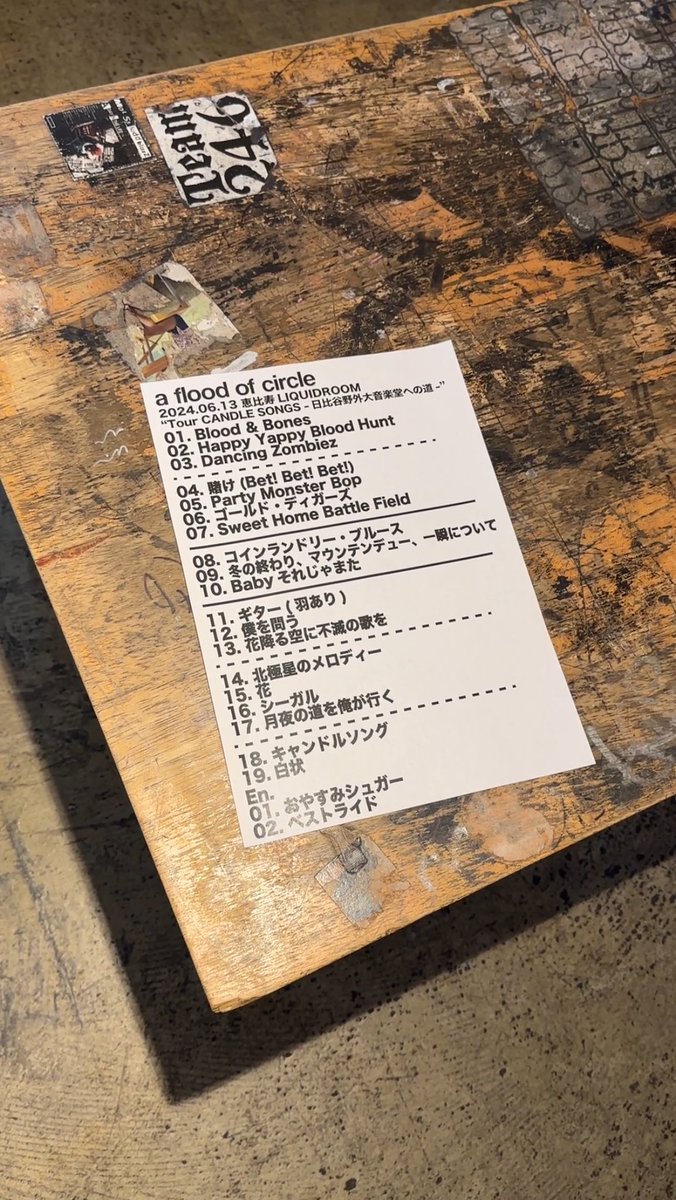 Team
246
a flood of circle
2024.06.13 恵比寿 LIQUIDROOM
“Tour CANDLE SONGS - 日比谷野外大音楽堂への道 -”
01. Blood & Bones
02. Happy Yappy Blood Hunt
03. Dancing Zombiez
04. 賭け (Bet! Bet! Bet!)
05. Party Monster Bop
06. ゴールド・ディガーズ
07. Sweet Home Battle Field
08. コインランドリー・ブルース
09. 冬の終わり、マウンテンデュー、一瞬について
10. Baby それじゃまた
11. ギター ( 羽あり )
12. 僕を問う
13. 花降る空に不滅の歌を
14. 北極星のメロディー
15. 花
16. シーガル
17. 月夜の道を俺が行く
18. キャンドルソング
19. 白状
En.
01. おやすみシュガー
02. ベストライド